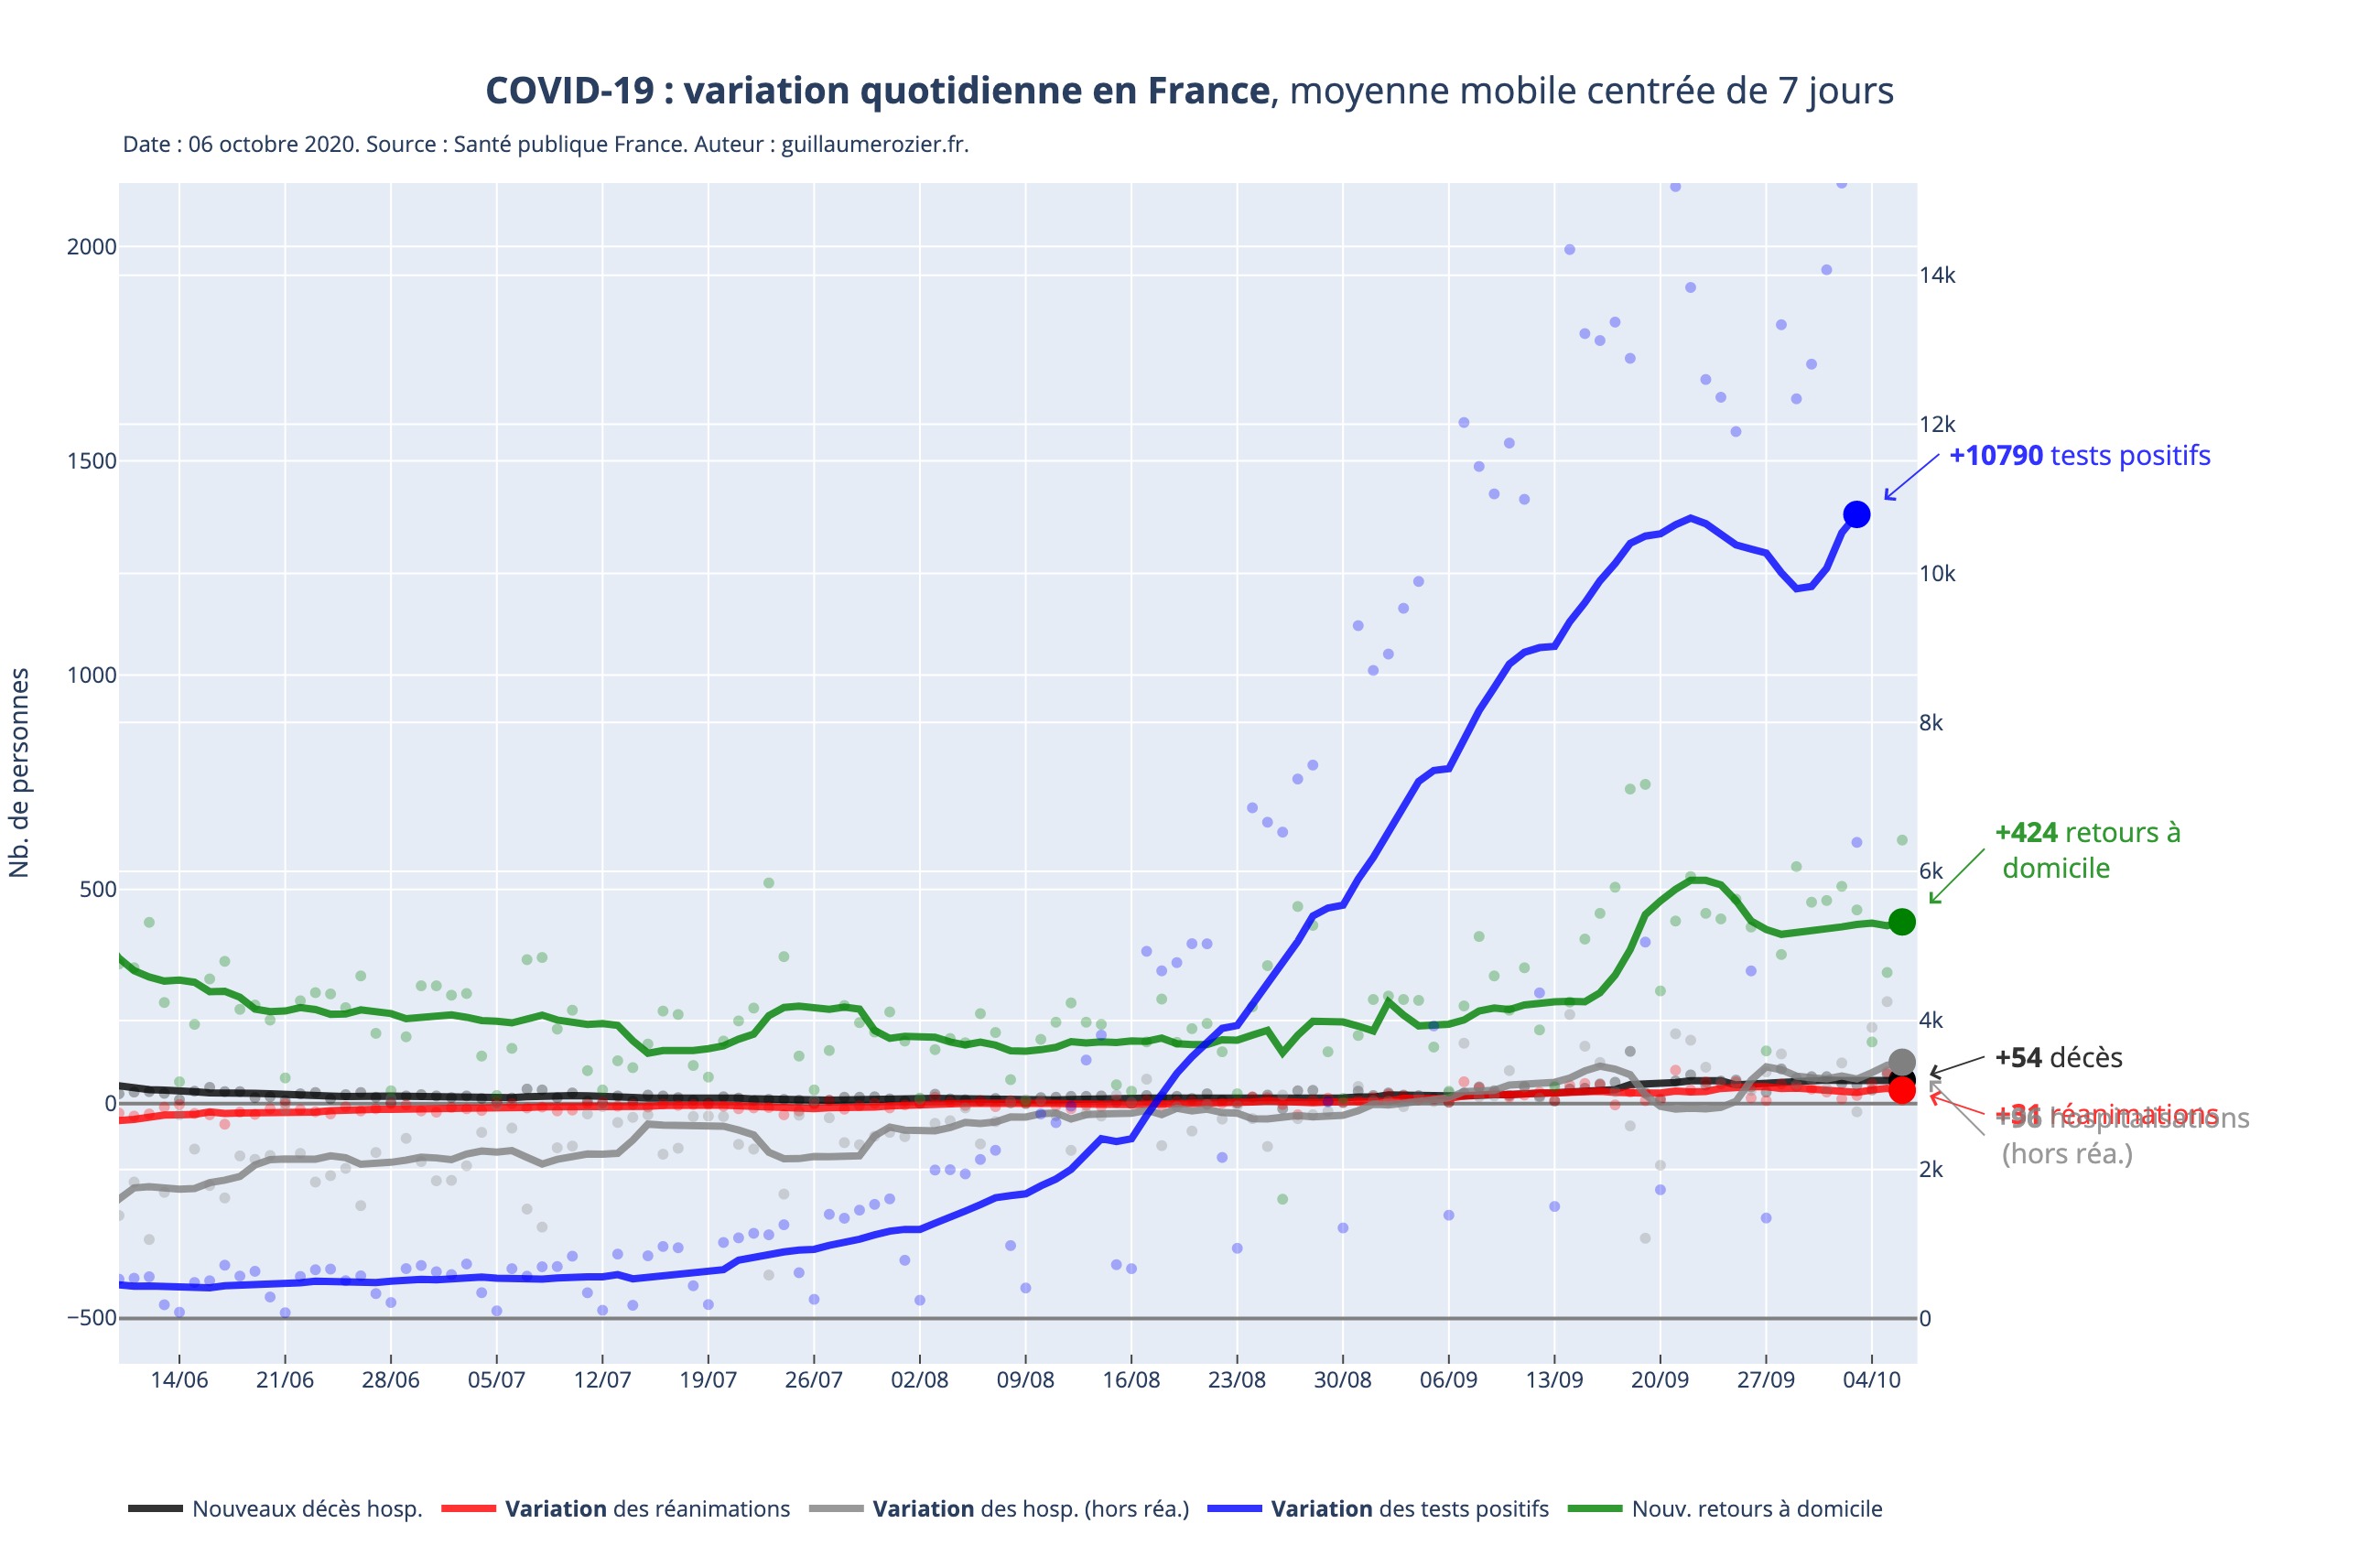 COVID-19 : variation quotidienne en France, moyenne mobile centrée de 7 jours
Date : 06 octobre 2020. Source : Santé publique France. Auteur : guillaumerozier.fr.
Nb. de personnes
2000
1500
1000
500
0
−500
14k
12k
10k
8k
6k
4k
2k
0
+10790 tests positifs
+424 retours à
domicile
+54 décès
+31 réanimations
hospitalisations
(hors réa.)
14/06 21/06 28/06 05/07 12/07 19/07 26/07 02/08 09/08 16/08 23/08 30/08 06/09 13/09 20/09 27/09 04/10
Nouveaux décès hosp. Variation des réanimations Variation des hosp. (hors réa.) Variation des tests positifs Nouv. retours à domicile